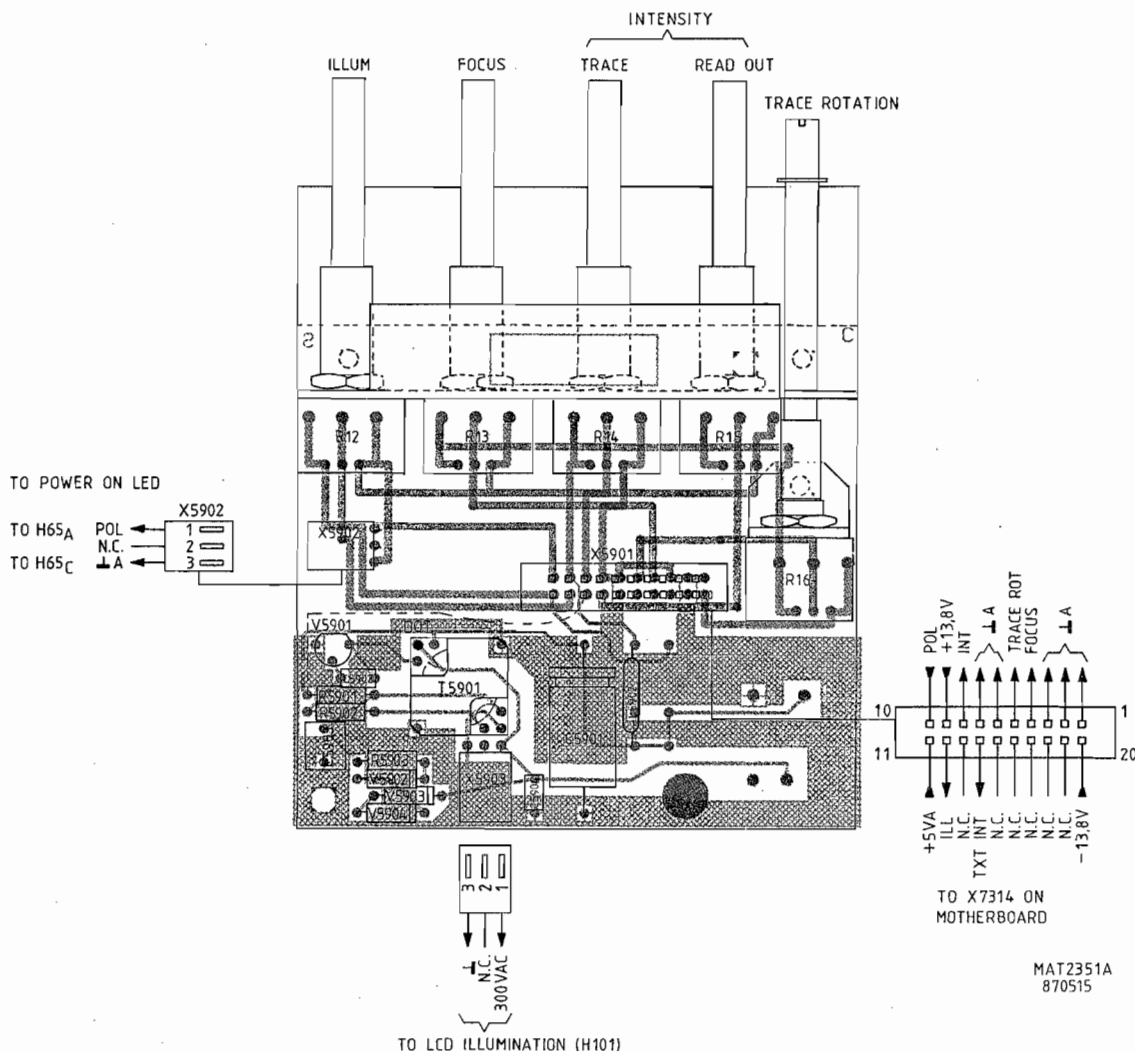 INTENSITY
ILLUM
FOCUS
TRACE
READ OUT
TRACE ROTATION
R12
R13
R14
R15
TO POWER ON LED
X5902
TO H65A POL
N.C.
TO H65C ⊥A
1
2
3
X5902
X5901
R16
V5901
T5901
R5901
R5902
V5902
V5903
V5904
X5903
POL
+13,8V
INT
⊥A
TRACE ROT
FOCUS
⊥A
10
1
11
20
+5VA
ILL
N.C.
TXT INT
N.C.
N.C.
N.C.
N.C.
N.C.
-13,8V
TO X7314 ON
MOTHERBOARD
3
2
1
⊥
N.C.
300VAC
TO LCD ILLUMINATION (H101)
MAT2351A
870515